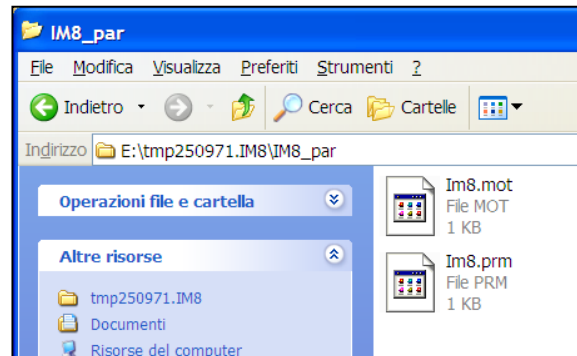 IM8_par
File Modifica Visualizza Preferiti Strumenti ?
Indietro Cerca Cartelle
Indirizzo E:\tmp250971.IM8\IM8_par
Operazioni file e cartella
Altre risorse
tmp250971.IM8
Documenti
Risorse del computer
Im8.mot
File MOT
1 KB
Im8.prm
File PRM
1 KB